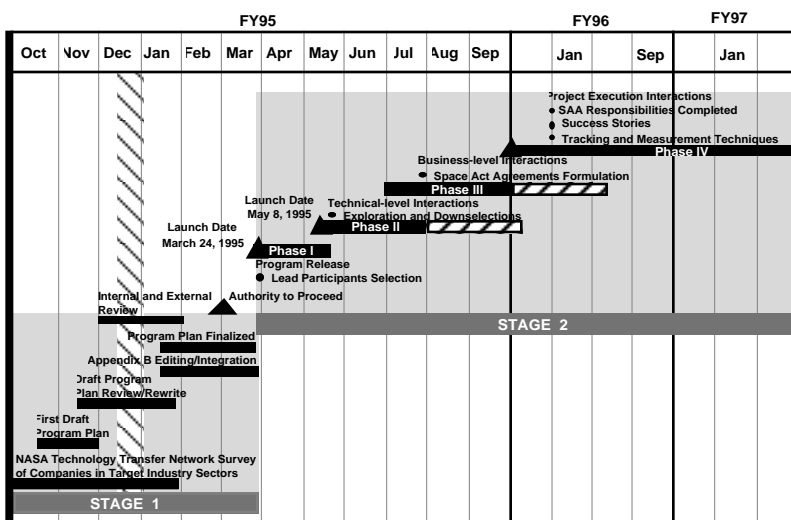 FY95 FY96 FY97
Oct Nov Dec Jan Feb Mar Apr May Jun Jul Aug Sep Jan Sep Jan
Project Execution Interactions
SAA Responsibilities Completed
Success Stories
Tracking and Measurement Techniques
Phase IV
Business-level Interactions
Space Act Agreements Formulation
Phase III
Launch Date
May 8, 1995
Technical-level Interactions
Exploration and Downselections
Phase II
Launch Date
March 24, 1995
Phase I
Program Release
Lead Participants Selection
Internal and External
Review
Authority to Proceed
STAGE 2
Program Plan Finalized
Appendix B Editing/Integration
Draft Program
Plan Review/Rewrite
First Draft
Program Plan
NASA Technology Transfer Network Survey
of Companies in Target Industry Sectors
STAGE 1